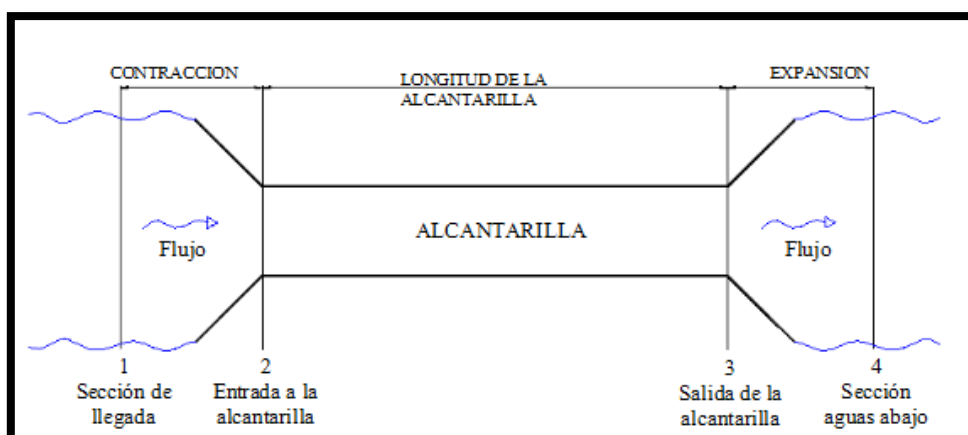 CONTRACCION
LONGITUD DE LA
ALCANTARILLA
EXPANSION
Flujo
ALCANTARILLA
Flujo
1
Sección de
llegada
2
Entrada a la
alcantarilla
3
Salida de la
alcantarilla
4
Sección
aguas abajo